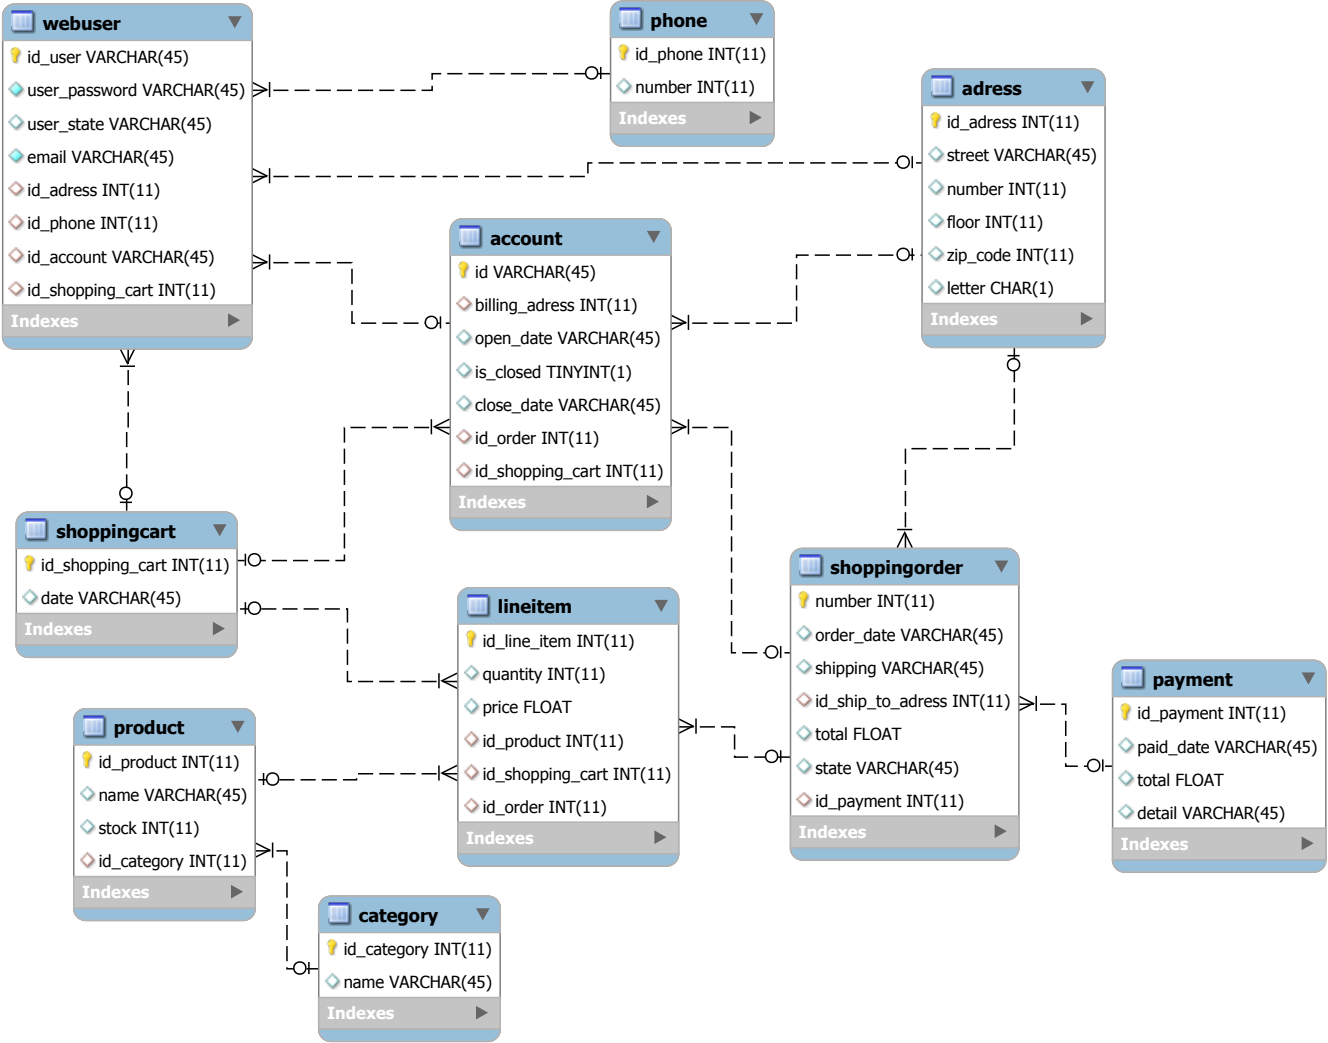 webuser
id_user VARCHAR(45)
user_password VARCHAR(45)
user_state VARCHAR(45)
email VARCHAR(45)
id_adress INT(11)
id_phone INT(11)
id_account VARCHAR(45)
id_shopping_cart INT(11)
Indexes
phone
id_phone INT(11)
number INT(11)
Indexes
adress
id_adress INT(11)
street VARCHAR(45)
number INT(11)
floor INT(11)
zip_code INT(11)
letter CHAR(1)
Indexes
account
id VARCHAR(45)
billing_adress INT(11)
open_date VARCHAR(45)
is_closed TINYINT(1)
close_date VARCHAR(45)
id_order INT(11)
id_shopping_cart INT(11)
Indexes
shoppingcart
id_shopping_cart INT(11)
date VARCHAR(45)
Indexes
lineitem
id_line_item INT(11)
quantity INT(11)
price FLOAT
id_product INT(11)
id_shopping_cart INT(11)
id_order INT(11)
Indexes
shoppingorder
number INT(11)
order_date VARCHAR(45)
shipping VARCHAR(45)
id_ship_to_adress INT(11)
total FLOAT
state VARCHAR(45)
id_payment INT(11)
Indexes
payment
id_payment INT(11)
paid_date VARCHAR(45)
total FLOAT
detail VARCHAR(45)
Indexes
product
id_product INT(11)
name VARCHAR(45)
stock INT(11)
id_category INT(11)
Indexes
category
id_category INT(11)
name VARCHAR(45)
Indexes